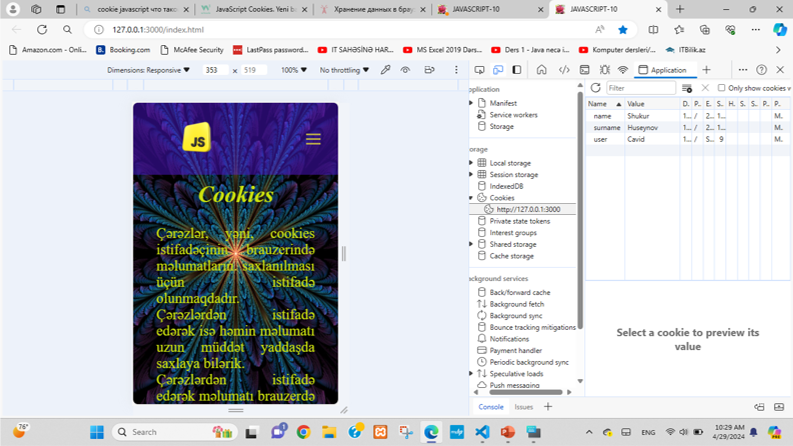 cookie javascript что тако
JavaScript Cookies. Yeni bа
Хранение данных в брау
JAVASCRIPT-10
JAVASCRIPT-10
127.0.0.1:3000/index.html
Amazon.com - Onli...
Booking.com
McAfee Security
LastPass password...
IT SAHƏSİNƏ HAR...
MS Excel 2019 Dərs...
Ders 1 - Java neca i...
Komputer dersleri/...
ITBilik.az
Dimensions: Responsive
353 × 519
100%
No throttling
Application
Filter
Only show cookies w
Application
Manifest
Service workers
Storage
Storage
Local storage
Session storage
IndexedDB
Cookies
http://127.0.0.1:3000
Private state tokens
Interest groups
Shared storage
Cache storage
Background services
Back/forward cache
Background fetch
Background sync
Bounce tracking mitigations
Notifications
Payment handler
Periodic background sync
Speculative loads
Push messaging
Name Value D. P.. E. S.. H. S. S. P.. P.
name Shukur 1... / 2... 1... M.
surname Huseynov 1... / 2... 1... M.
user Cavid 1... / S... 9 M.
Select a cookie to preview its
value
JS
Cookies
Çərəzlər, yəni, cookies
istifadəçinin brauzerində
məlumatların saxlanılması
üçün istifadə
olunmaqdadır.
Çərəzlərdən istifadə
edərək isə həmin məlumatı
uzun müddət yaddaşda
saxlaya bilərik.
Çərəzlərdən istifadə
edərək məlumatı brauzerdə
Console Issues
76°
Search
ENG
10:29 AM
4/29/2024